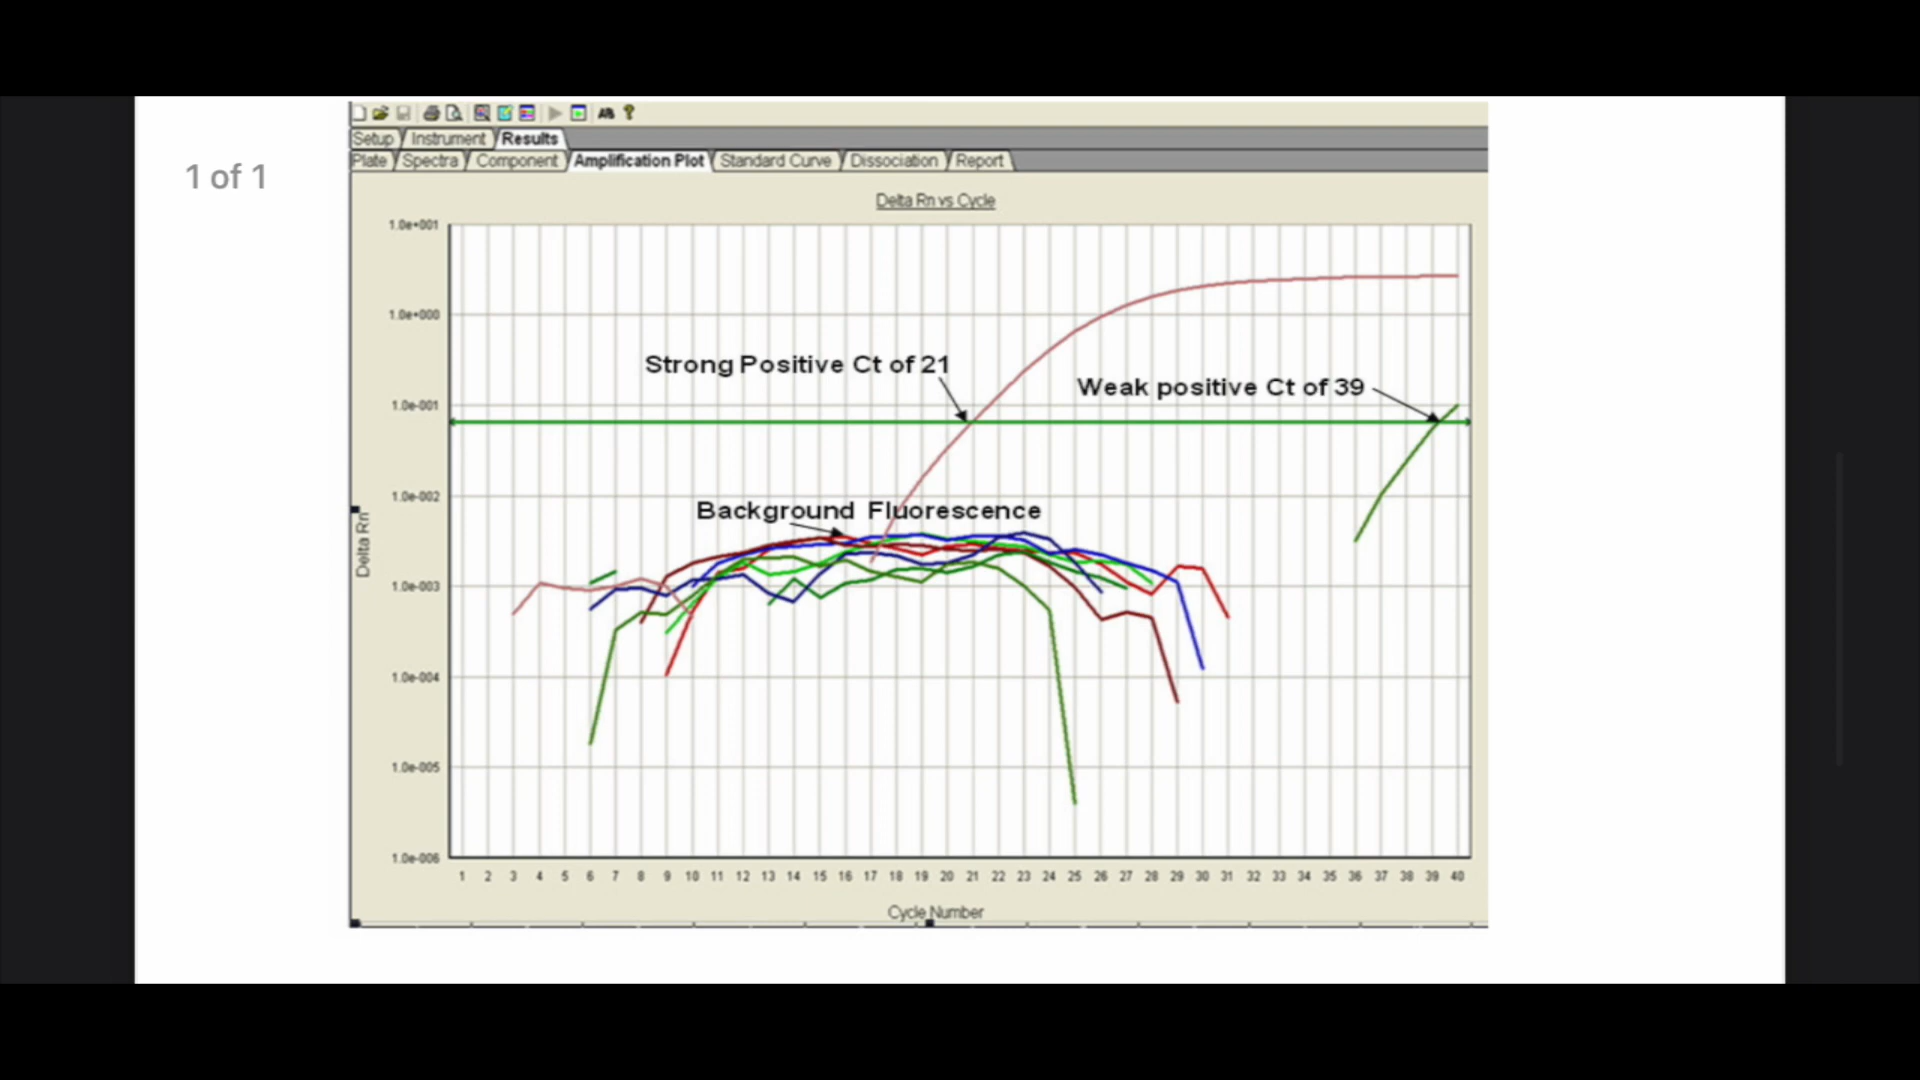 1 of 1
AB ?
Setup Instrument Results
Plate Spectra Component Amplification Plot Standard Curve Dissociation Report
Delta Rn vs Cycle
1.0e+001
1.0e+000
Strong Positive Ct of 21
Weak positive Ct of 39
1.0e-001
1.0e-002
Background Fluorescence
Delta Rn
1.0e-003
1.0e-004
1.0e-005
1.0e-006
1 2 3 4 5 6 7 8 9 10 11 12 13 14 15 16 17 18 19 20 21 22 23 24 25 26 27 28 29 30 31 32 33 34 35 36 37 38 39 40
Cycle Number